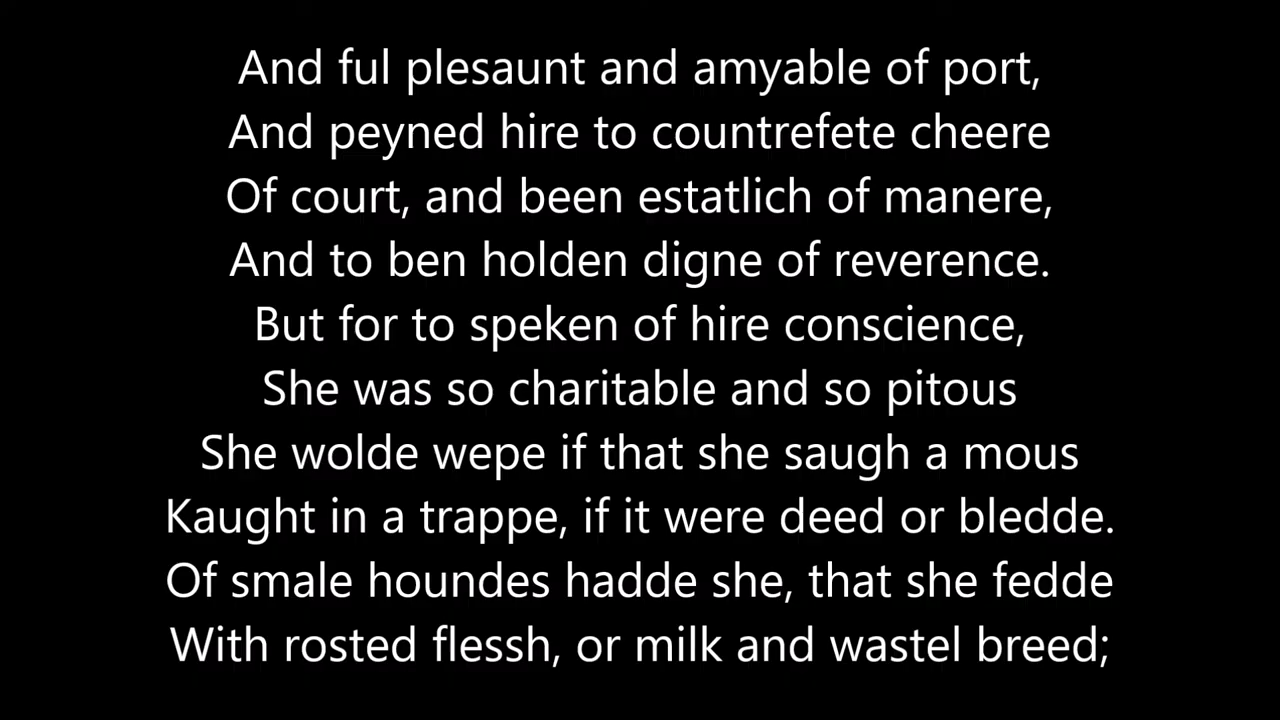 And ful plesaunt and amyable of port,
And peyned hire to countrefete cheere
Of court, and been estatlich of manere,
And to ben holden digne of reverence.
But for to speken of hire conscience,
She was so charitable and so pitous
She wolde wepe if that she saugh a mous
Kaught in a trappe, if it were deed or bledde.
Of smale houndes hadde she, that she fedde
With rosted flessh, or milk and wastel breed;